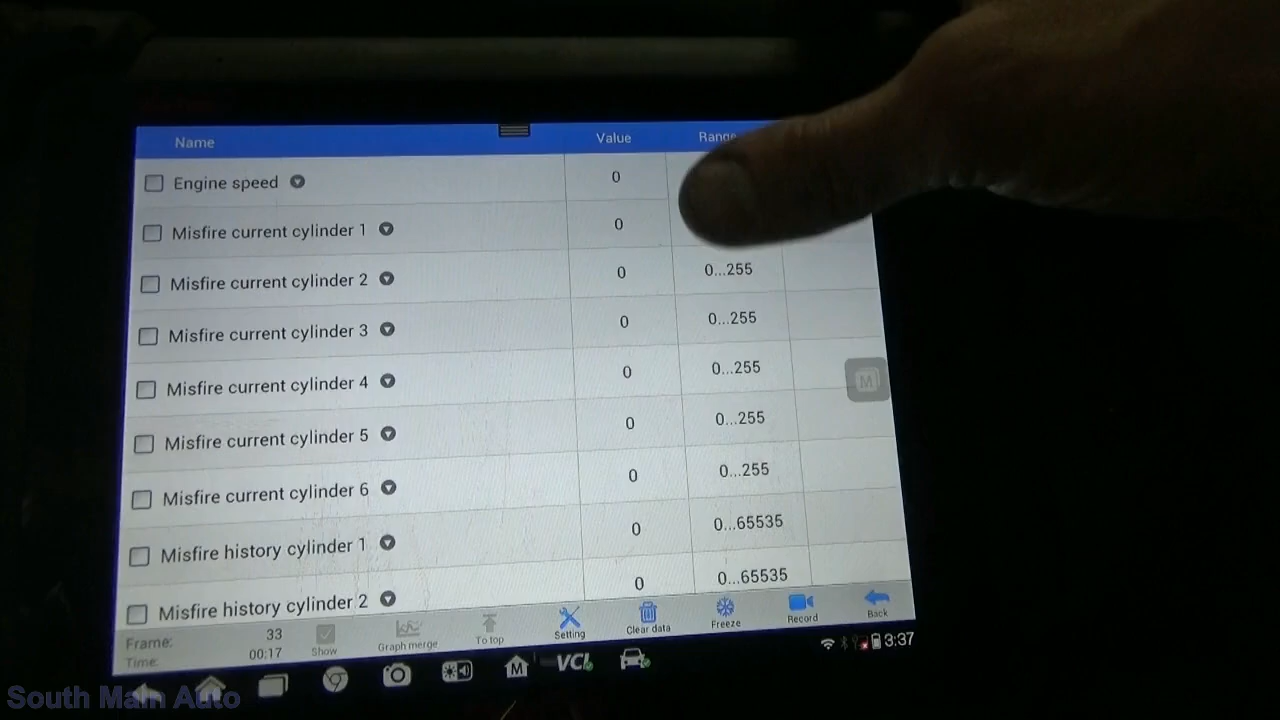 Name Value Range
Engine speed 0
Misfire current cylinder 1 0
Misfire current cylinder 2 0 0...255
Misfire current cylinder 3 0 0...255
Misfire current cylinder 4 0 0...255
Misfire current cylinder 5 0 0...255
Misfire current cylinder 6 0 0...255
Misfire history cylinder 1 0 0...65535
Misfire history cylinder 2 0 0...65535
M
Frame: 33
Time: 00:17
Show Graph merge To top Setting Clear data Freeze Record Back
M VCI 3:37
South Main Auto